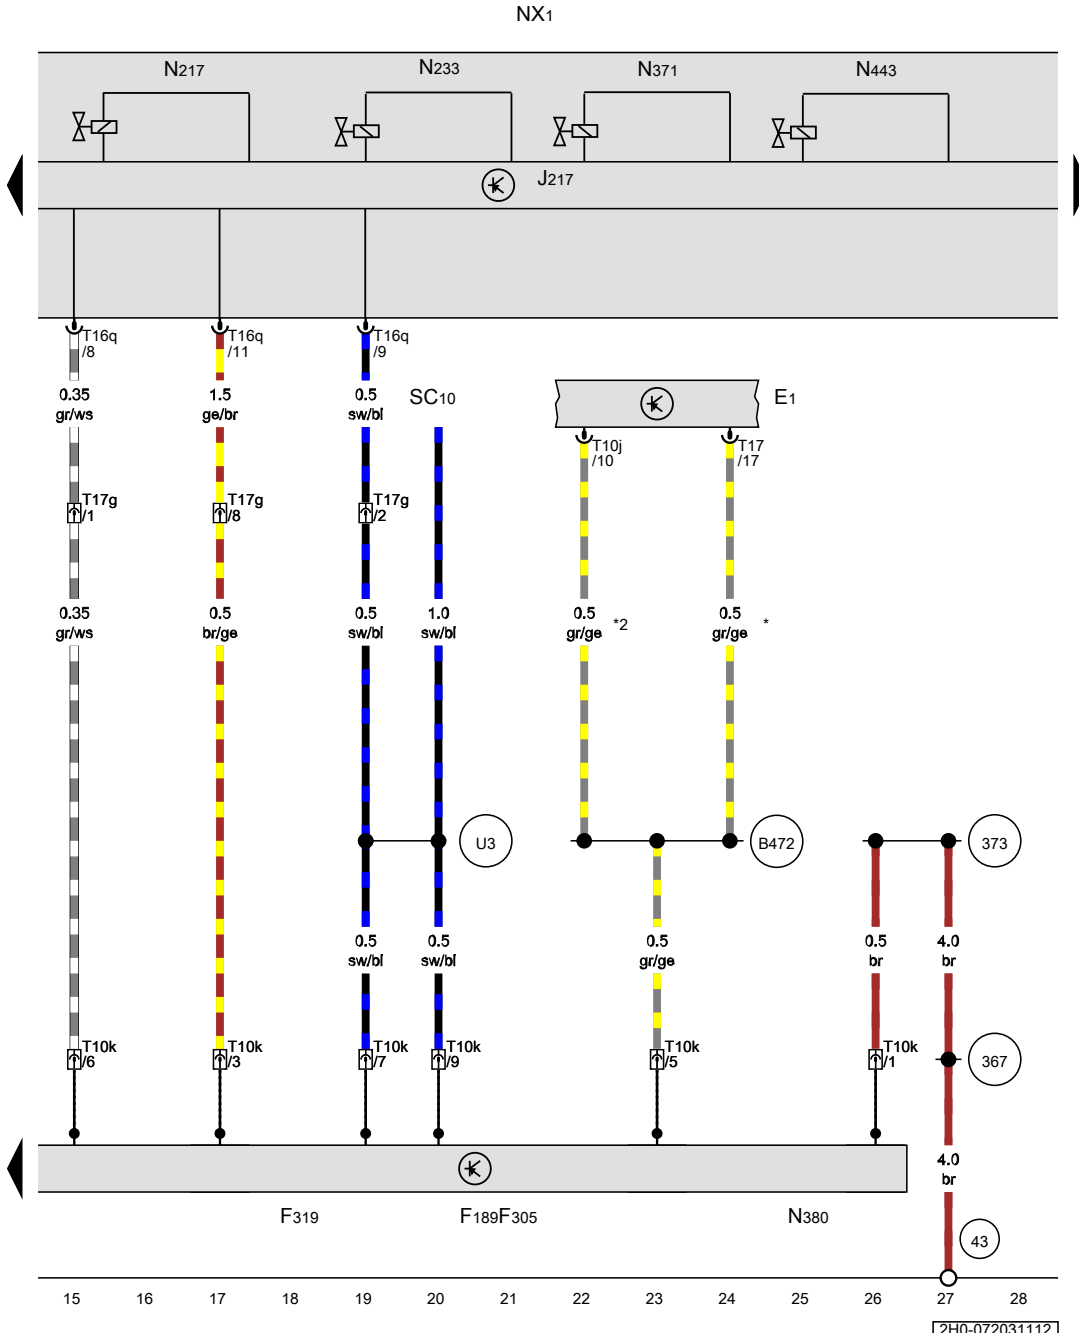 NX1
N217 N233 N371 N443
J217
T16q
/8
T16q
/11
T16q
/9
0.35
gr/ws
1.5
ge/br
0.5
sw/bl
SC10
E1
T10j
/10
T17
/17
T17g
/1
T17g
/8
T17g
/2
0.35
gr/ws
0.5
br/ge
0.5
sw/bl
1.0
sw/bl
0.5
gr/ge
*2
0.5
gr/ge
*
U3
B472
373
0.5
sw/bl
0.5
sw/bl
0.5
gr/ge
0.5
br
4.0
br
T10k
/6
T10k
/3
T10k
/7
T10k
/9
T10k
/5
T10k
/1
367
4.0
br
F319 F189F305 N380
43
15 16 17 18 19 20 21 22 23 24 25 26 27 28
2H0-072031112